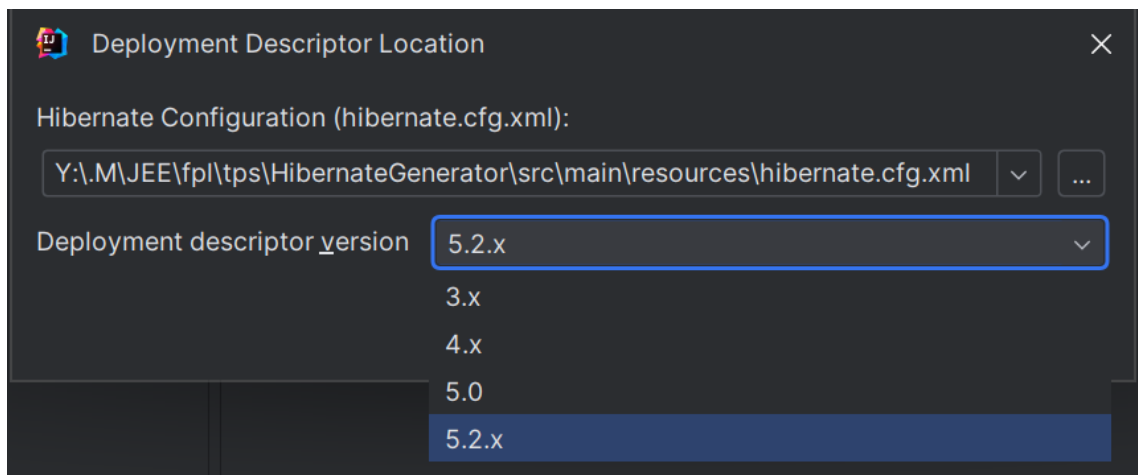 Deployment Descriptor Location
Hibernate Configuration (hibernate.cfg.xml):
Y:\.M\JEE\fpl\tps\HibernateGenerator\src\main\resources\hibernate.cfg.xml ...
Deployment descriptor version 5.2.x
3.x
4.x
5.0
5.2.x